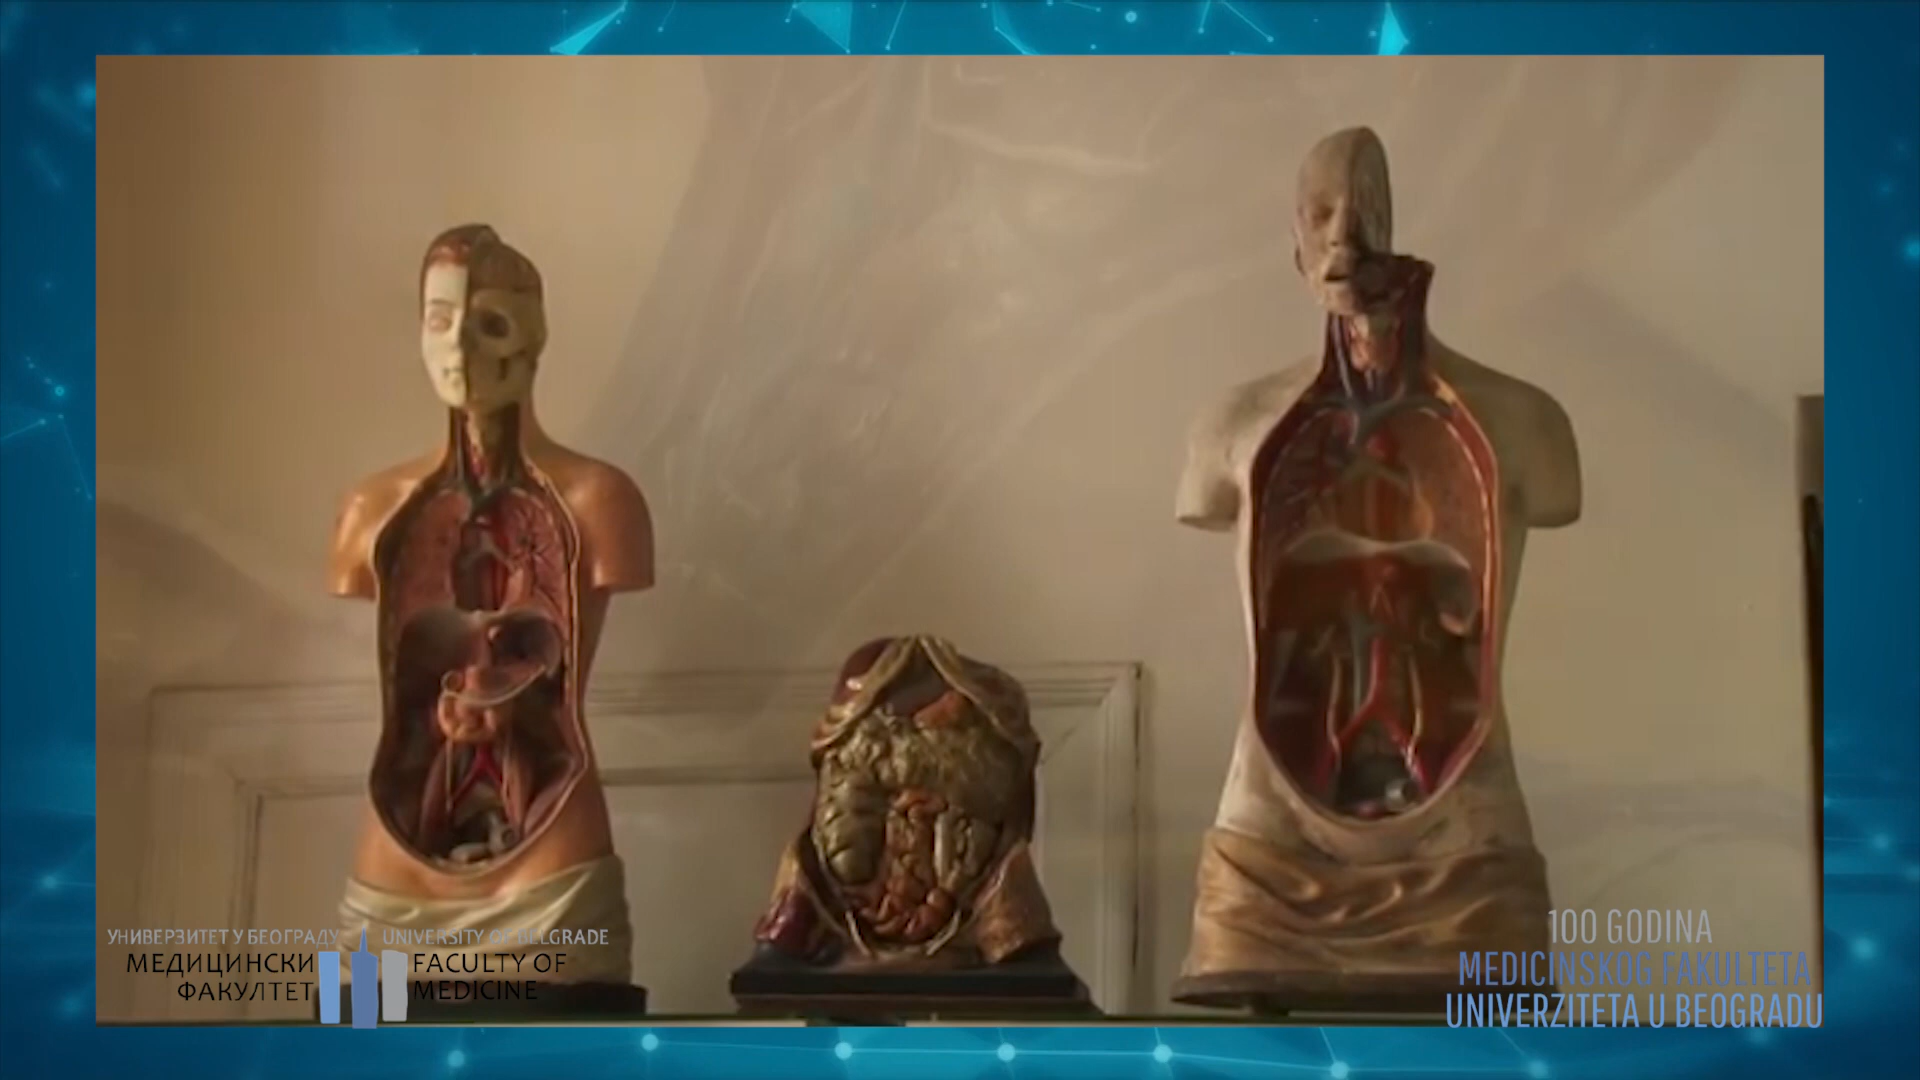 УНИВЕРЗИТЕТ У БЕОГРАДУ
МЕДИЦИНСКИ
ФАКУЛТЕТ
UNIVERSITY OF BELGRADE
FACULTY OF
MEDICINE
100 GODINA
MEDICINSKOG FAKULTETA
UNIVERZITETA U BEOGRADU